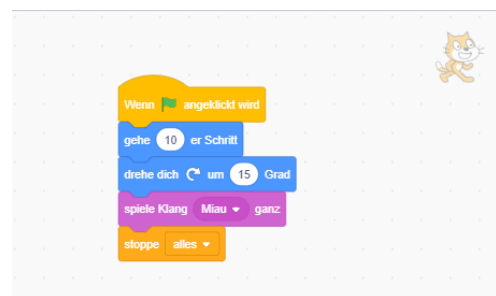 Wenn angeklickt wird
gehe 10 er Schritt
drehe dich um 15 Grad
spiele Klang Miau ganz
stoppe alles